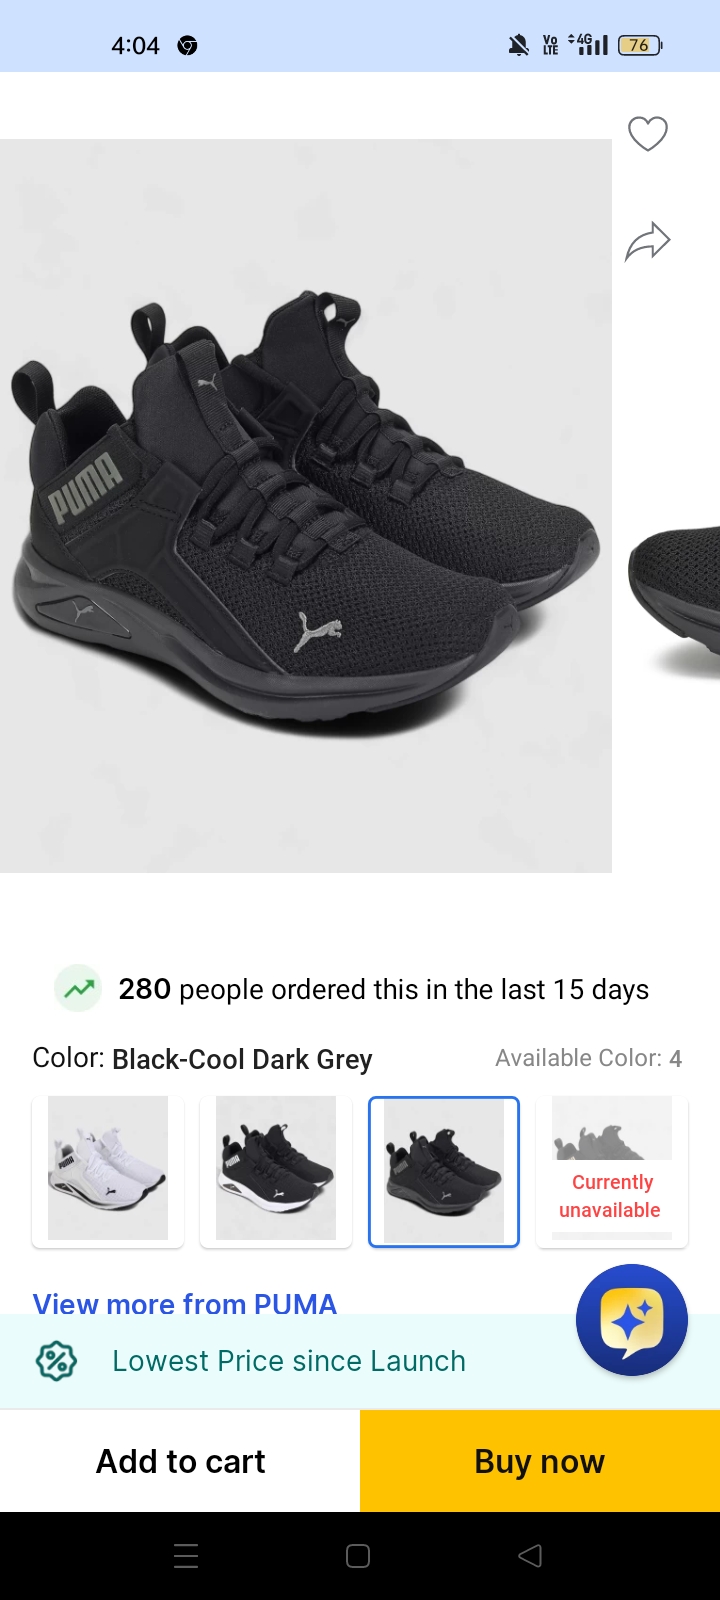 4:04
Vo LTE 4G 76
PUMA
280 people ordered this in the last 15 days
Color: Black-Cool Dark Grey
Available Color: 4
PUMA
PUMA
PUMA
Currently
unavailable
View more from PUMA
Lowest Price since Launch
Add to cart
Buy now